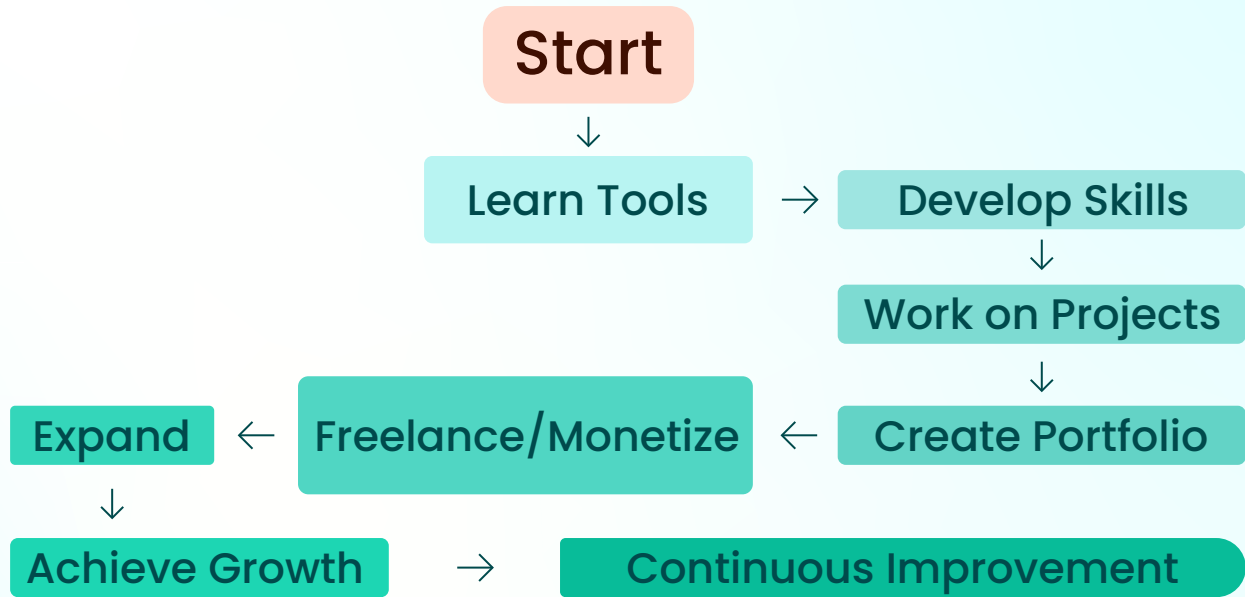 Start
Learn Tools
Develop Skills
Work on Projects
Create Portfolio
Freelance/Monetize
Expand
Achieve Growth
Continuous Improvement